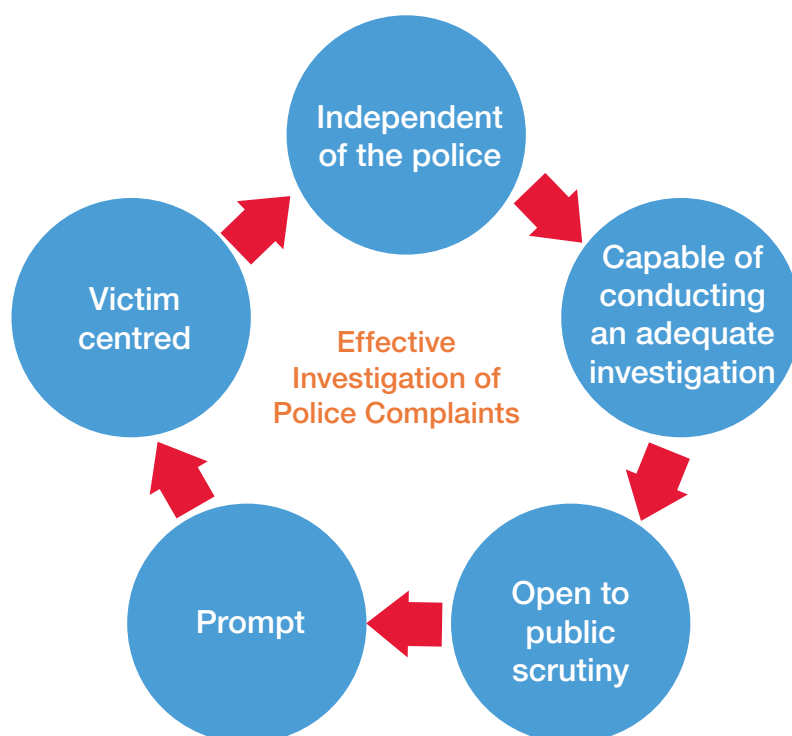 Independent
of the police
Capable of
conducting
an adequate
investigation
Open to
public
scrutiny
Prompt
Victim
centred
Effective
Investigation of
Police Complaints